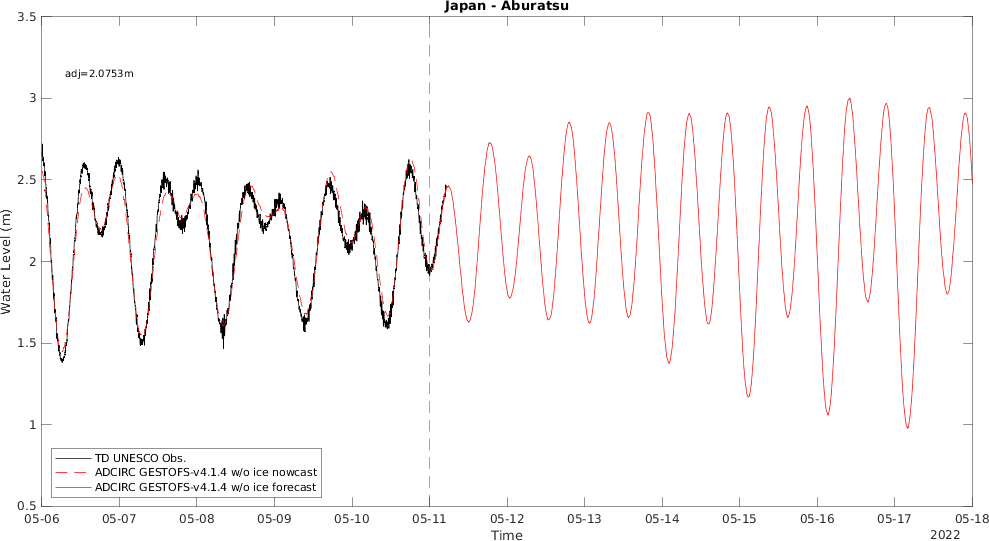 Japan - Aburatsu
3.5
adj=2.0753m
3
2.5
2
1.5
1
0.5
Water Level (m)
TD UNESCO Obs.
ADCIRC GESTOFS-v4.1.4 w/o ice nowcast
ADCIRC GESTOFS-v4.1.4 w/o ice forecast
05-06 05-07 05-08 05-09 05-10 05-11 05-12 05-13 05-14 05-15 05-16 05-17 05-18
Time
2022